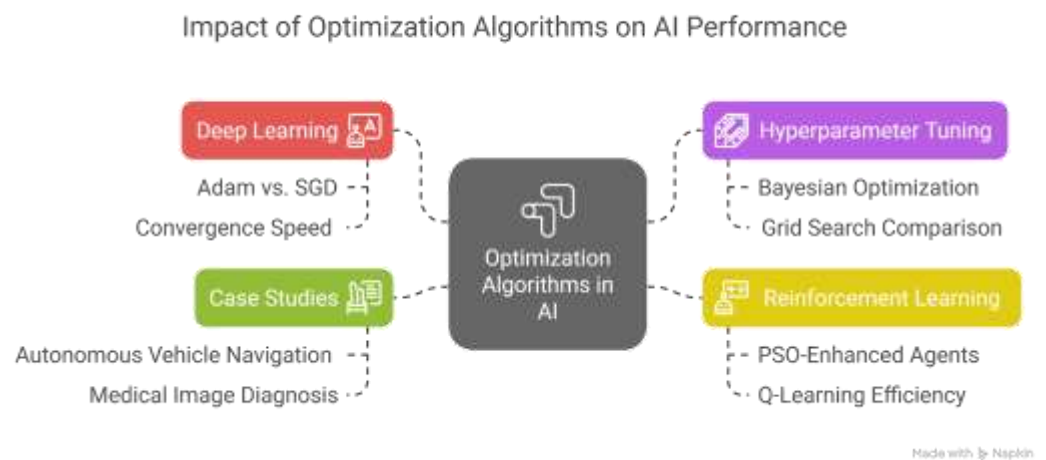 Impact of Optimization Algorithms on AI Performance
Deep Learning
A
Adam vs. SGD
Convergence Speed
Case Studies
Autonomous Vehicle Navigation
Medical Image Diagnosis
Optimization
Algorithms in
AI
Hyperparameter Tuning
Bayesian Optimization
Grid Search Comparison
Reinforcement Learning
PSO-Enhanced Agents
Q-Learning Efficiency
Made with Napkin